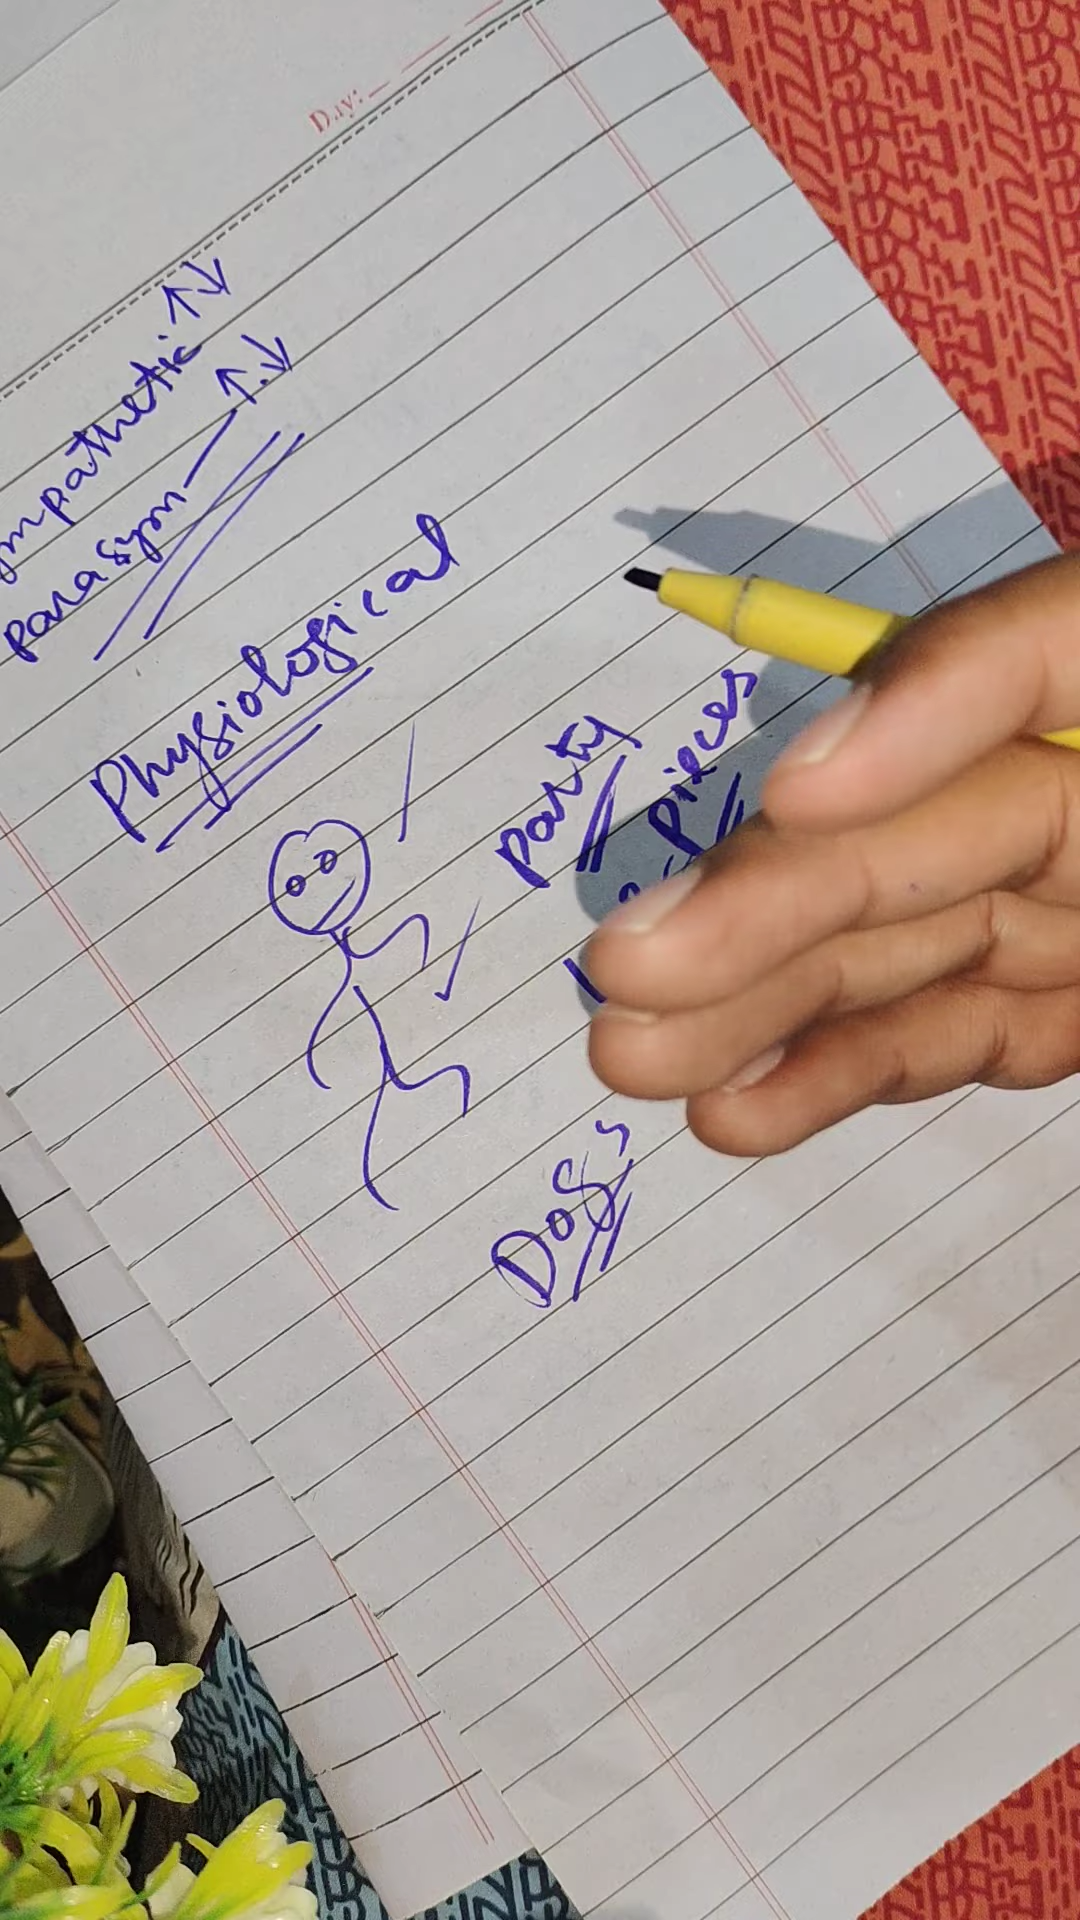 Day:
mpathetic ↑↓
parasym — ↑↓
Physiological
party
Pieces
Dogs